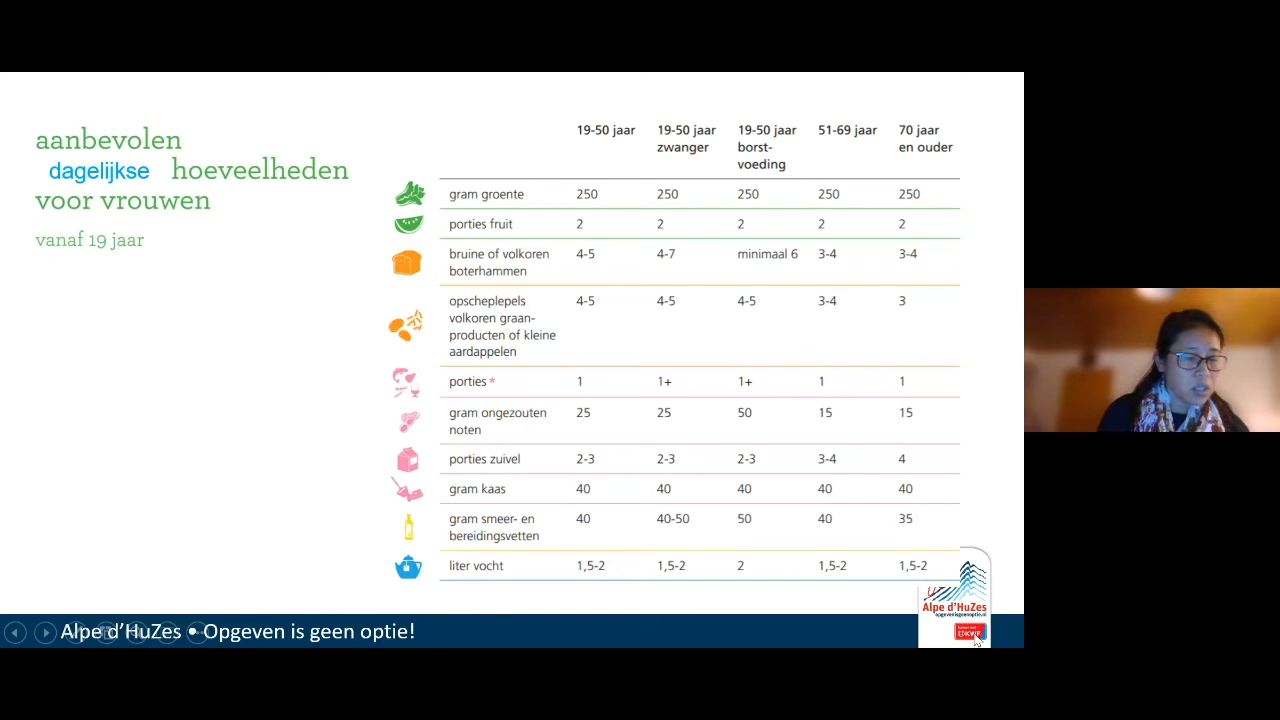 aanbevolen
dagelijkse hoeveelheden
voor vrouwen
vanaf 19 jaar
19-50 jaar 19-50 jaar zwanger 19-50 jaar borst-voeding 51-69 jaar 70 jaar en ouder
gram groente 250 250 250 250 250
porties fruit 2 2 2 2 2
bruine of volkoren boterhammen 4-5 4-7 minimaal 6 3-4 3-4
opscheplepels volkoren graan-producten of kleine aardappelen 4-5 4-5 4-5 3-4 3
porties * 1 1+ 1+ 1 1
gram ongezouten noten 25 25 50 15 15
porties zuivel 2-3 2-3 2-3 3-4 4
gram kaas 40 40 40 40 40
gram smeer- en bereidingsvetten 40 40-50 50 40 35
liter vocht 1,5-2 1,5-2 2 1,5-2 1,5-2
Alpe d'HuZes
opgevenisgeenoptie.nl
Alpe d'HuZes • Opgeven is geen optie!